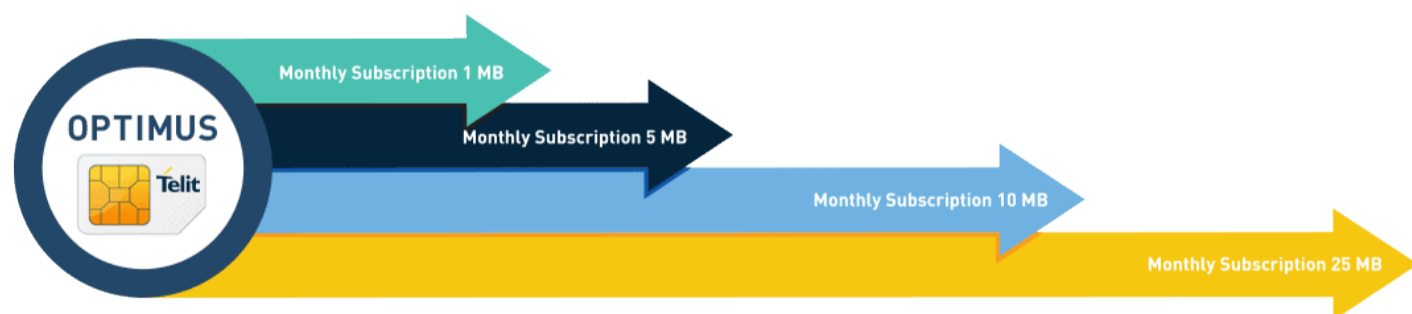 Monthly Subscription 1 MB
OPTIMUS
Telit
Monthly Subscription 5 MB
Monthly Subscription 10 MB
Monthly Subscription 25 MB